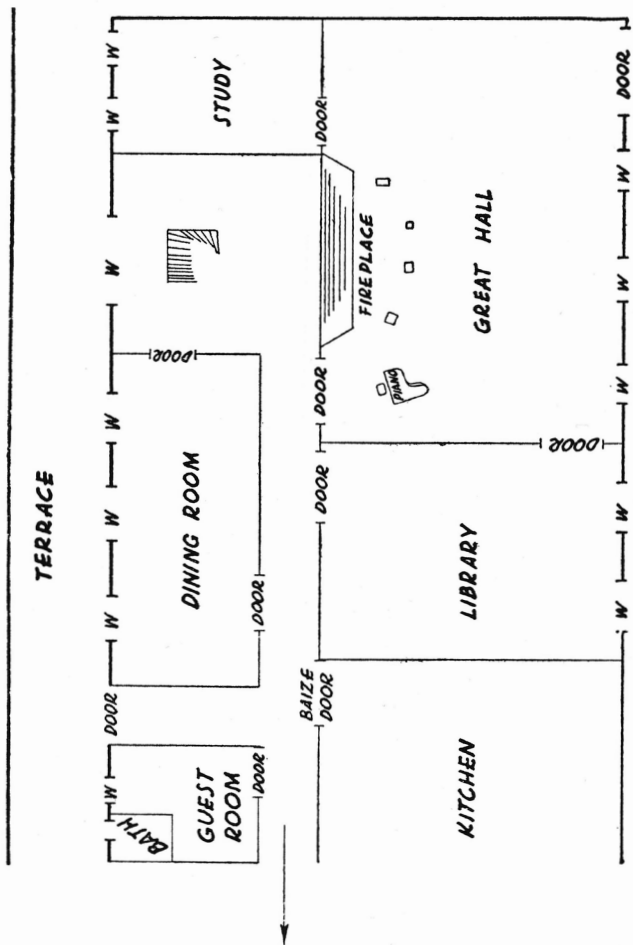 TERRACE
W
DOOR
W
W
W
W
W
W
BATH
GUEST
ROOM
DINING ROOM
DOOR
STUDY
DOOR
DOOR
BAIZE
DOOR
DOOR
DOOR
DOOR
FIREPLACE
PIANO
KITCHEN
LIBRARY
GREAT HALL
DOOR
W
W
W
W
W
DOOR